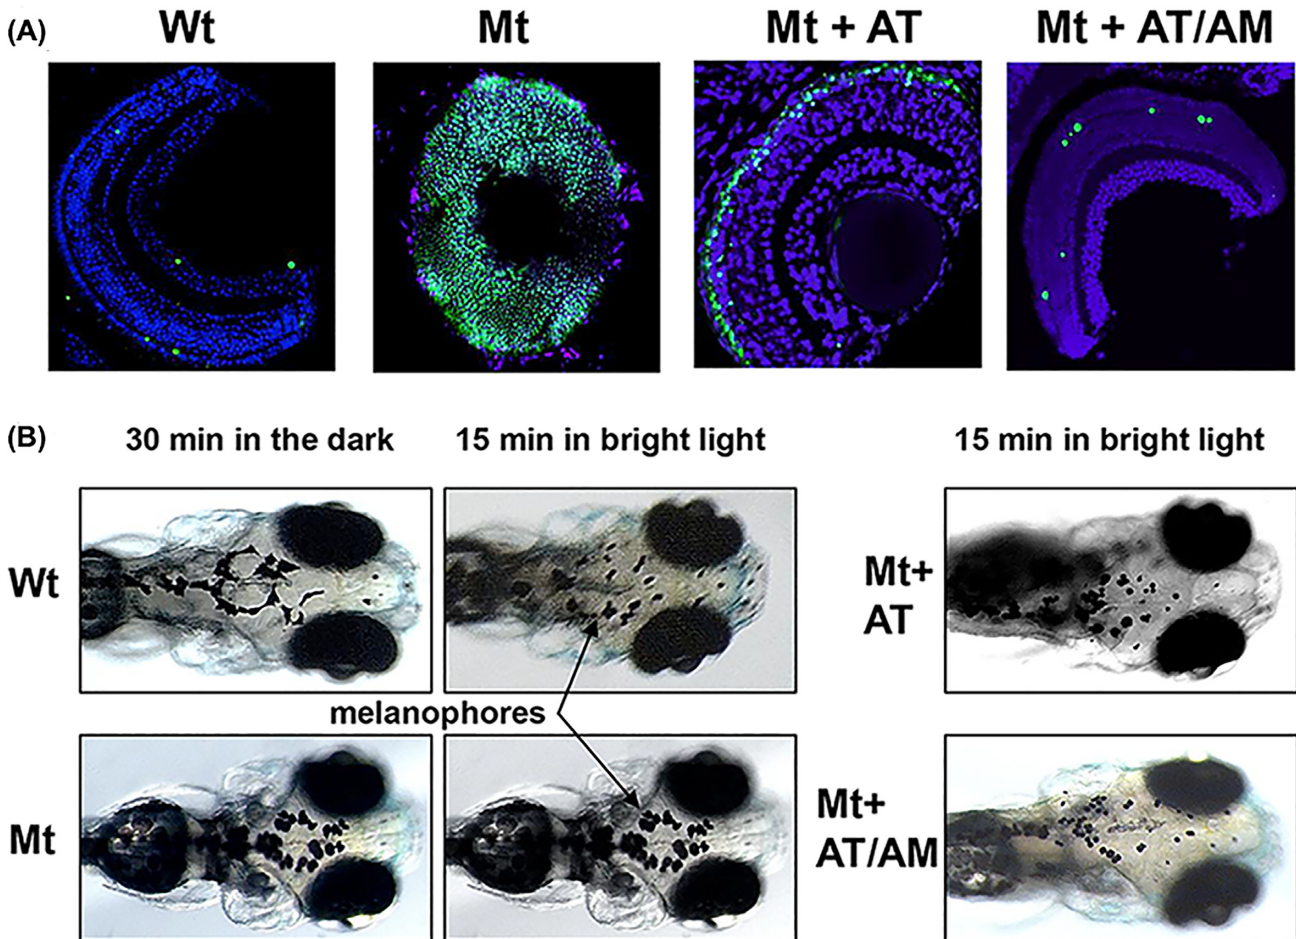 (A)
Wt
Mt
Mt + AT
Mt + AT/AM
(B)
30 min in the dark
15 min in bright light
15 min in bright light
Wt
Mt+
AT
melanophores
Mt
Mt+
AT/AM